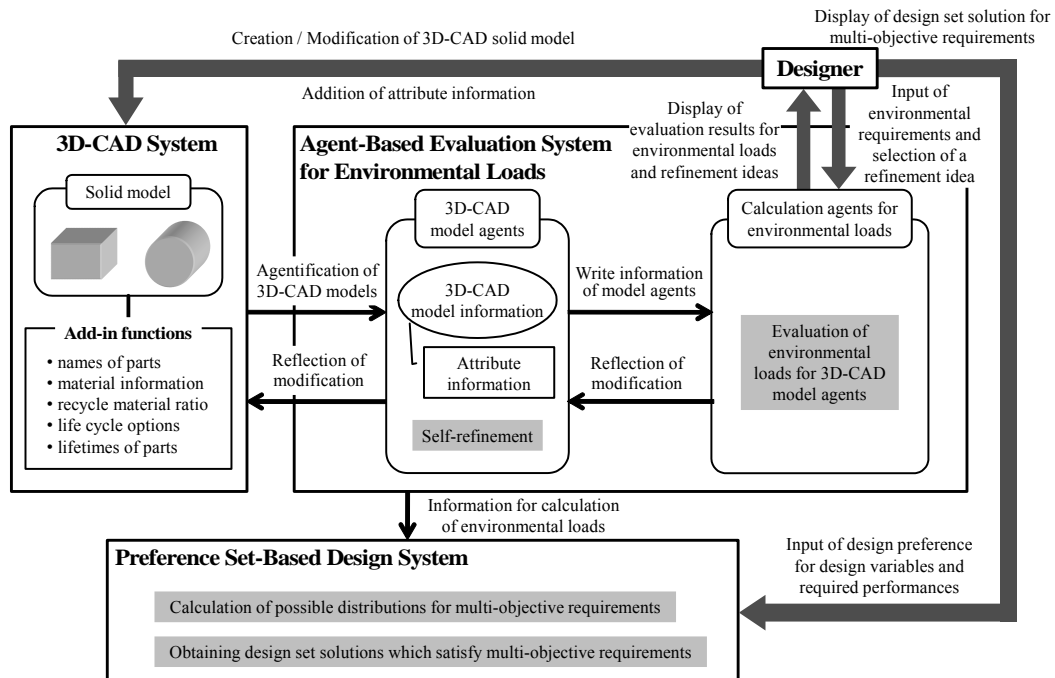 Display of design set solution for
multi-objective requirements
Creation / Modification of 3D-CAD solid model
Designer
Addition of attribute information
Display of
evaluation results for
environmental loads
and refinement ideas
Input of
environmental
requirements and
selection of a
refinement idea
3D-CAD System
Solid model
Add-in functions
• names of parts
• material information
• recycle material ratio
• life cycle options
• lifetimes of parts
Agent-Based Evaluation System
for Environmental Loads
Agentification of
3D-CAD models
Reflection of
modification
3D-CAD
model agents
3D-CAD
model information
Attribute
information
Self-refinement
Write information
of model agents
Reflection of
modification
Calculation agents for
environmental loads
Evaluation of
environmental
loads for 3D-CAD
model agents
Information for calculation
of environmental loads
Preference Set-Based Design System
Calculation of possible distributions for multi-objective requirements
Obtaining design set solutions which satisfy multi-objective requirements
Input of design preference
for design variables and
required performances